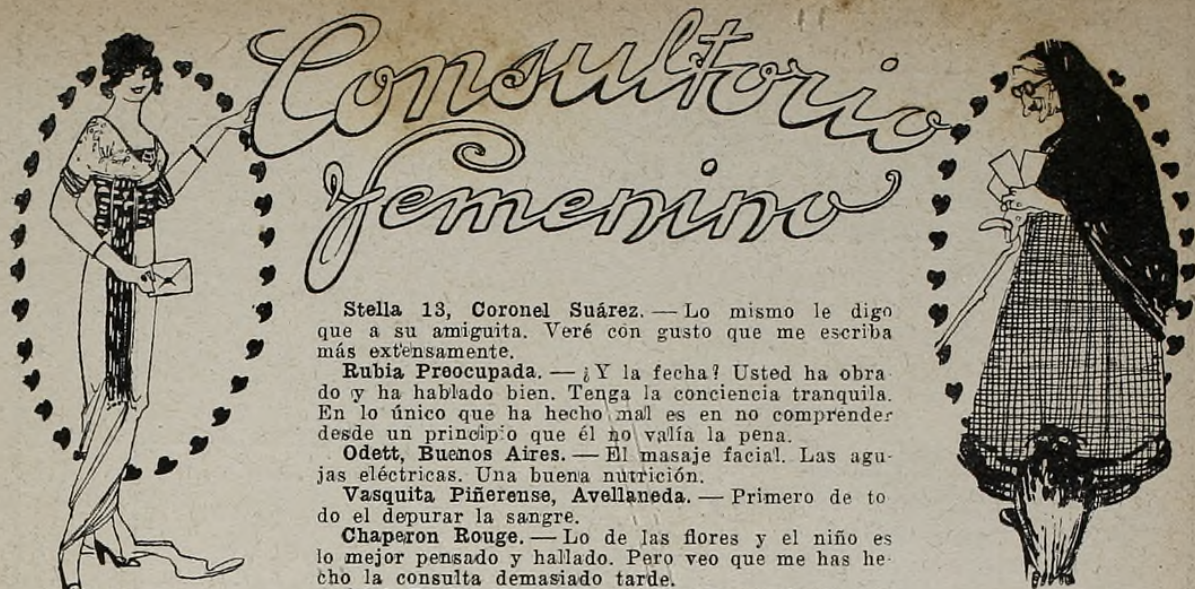 Consultorio
femenino
Stella 13, Coronel Suárez. — Lo mismo le digo
que a su amiguita. Veré con gusto que me escriba
más extensamente.
Rubia Preocupada. — ¿Y la fecha? Usted ha obra-
do y ha hablado bien. Tenga la conciencia tranquila.
En lo único que ha hecho mal es en no comprender
desde un principio que él no valía la pena.
Odett, Buenos Aires. — El masaje facial. Las agu-
jas eléctricas. Una buena nutrición.
Vasquita Piñerense, Avellaneda. — Primero de to
do el depurar la sangre.
Chaperon Rouge. — Lo de las flores y el niño es
lo mejor pensado y hallado. Pero veo que me has he-
cho la consulta demasiado tarde.